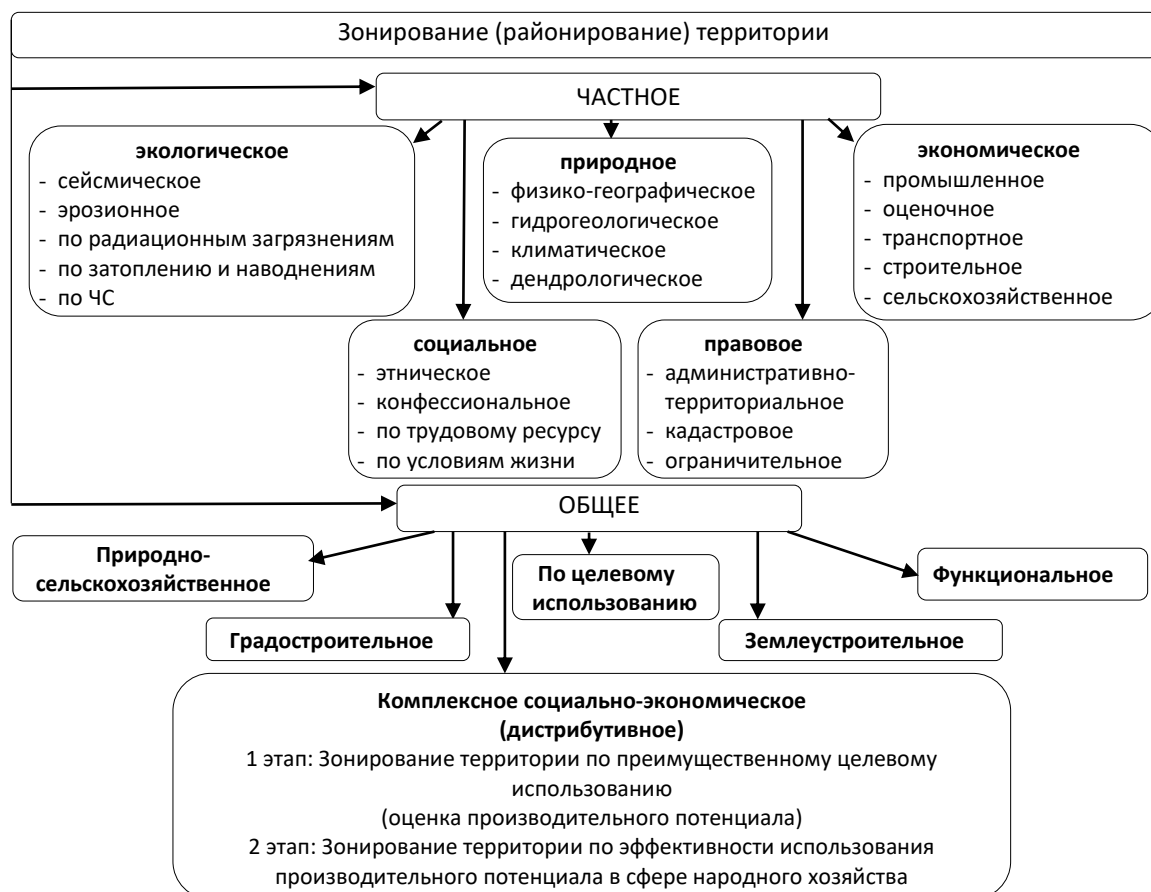 Зонирование (районирование) территории
ЧАСТНОЕ
экологическое
- сейсмическое
- эрозионное
- по радиационным загрязнениям
- по затоплению и наводнениям
- по ЧС
природное
- физико-географическое
- гидрогеологическое
- климатическое
- дендрологическое
экономическое
- промышленное
- оценочное
- транспортное
- строительное
- сельскохозяйственное
социальное
- этническое
- конфессиональное
- по трудовому ресурсу
- по условиям жизни
правовое
- административно-
территориальное
- кадастровое
- ограничительное
ОБЩЕЕ
Природно-
сельскохозяйственное
По целевому
использованию
Функциональное
Градостроительное
Землеустроительное
Комплексное социально-экономическое
(дистрибутивное)
1 этап: Зонирование территории по преимущественному целевому
использованию
(оценка производительного потенциала)
2 этап: Зонирование территории по эффективности использования
производительного потенциала в сфере народного хозяйства